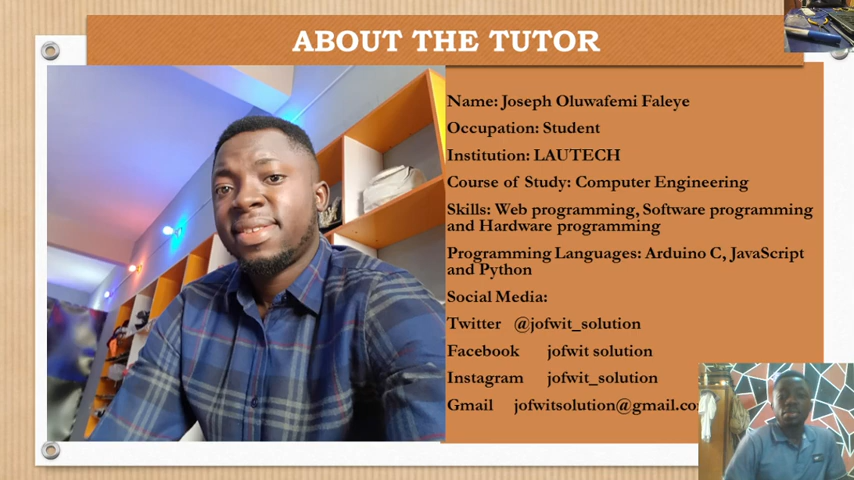 ABOUT THE TUTOR
Name: Joseph Oluwafemi Faleye
Occupation: Student
Institution: LAUTECH
Course of Study: Computer Engineering
Skills: Web programming, Software programming
and Hardware programming
Programming Languages: Arduino C, JavaScript
and Python
Social Media:
Twitter @jofwit_solution
Facebook jofwit solution
Instagram jofwit_solution
Gmail jofwitsolution@gmail.co